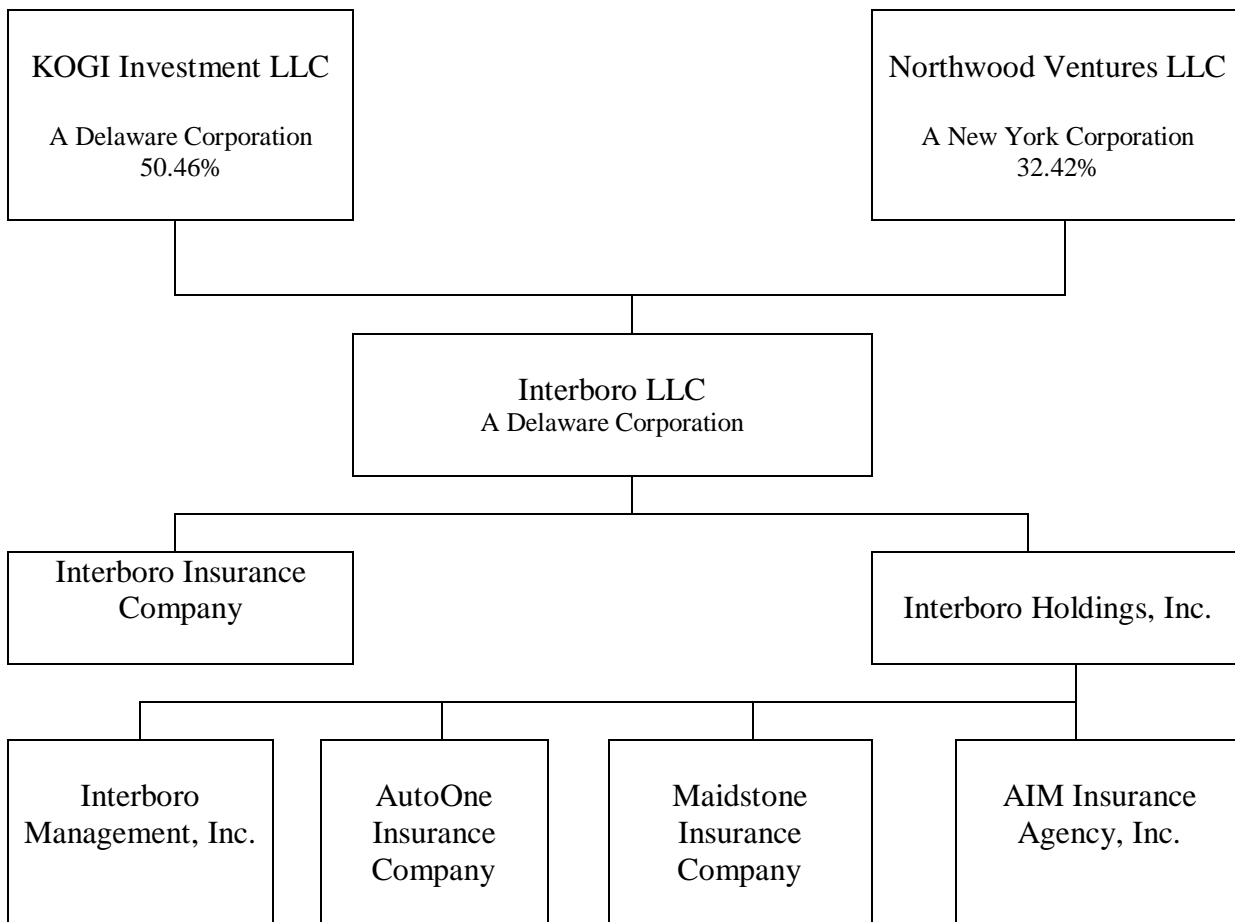 KOGI Investment LLC
A Delaware Corporation
50.46%
Northwood Ventures LLC
A New York Corporation
32.42%
Interboro LLC
A Delaware Corporation
Interboro Insurance
Company
Interboro Holdings, Inc.
Interboro
Management, Inc.
AutoOne
Insurance
Company
Maidstone
Insurance
Company
AIM Insurance
Agency, Inc.